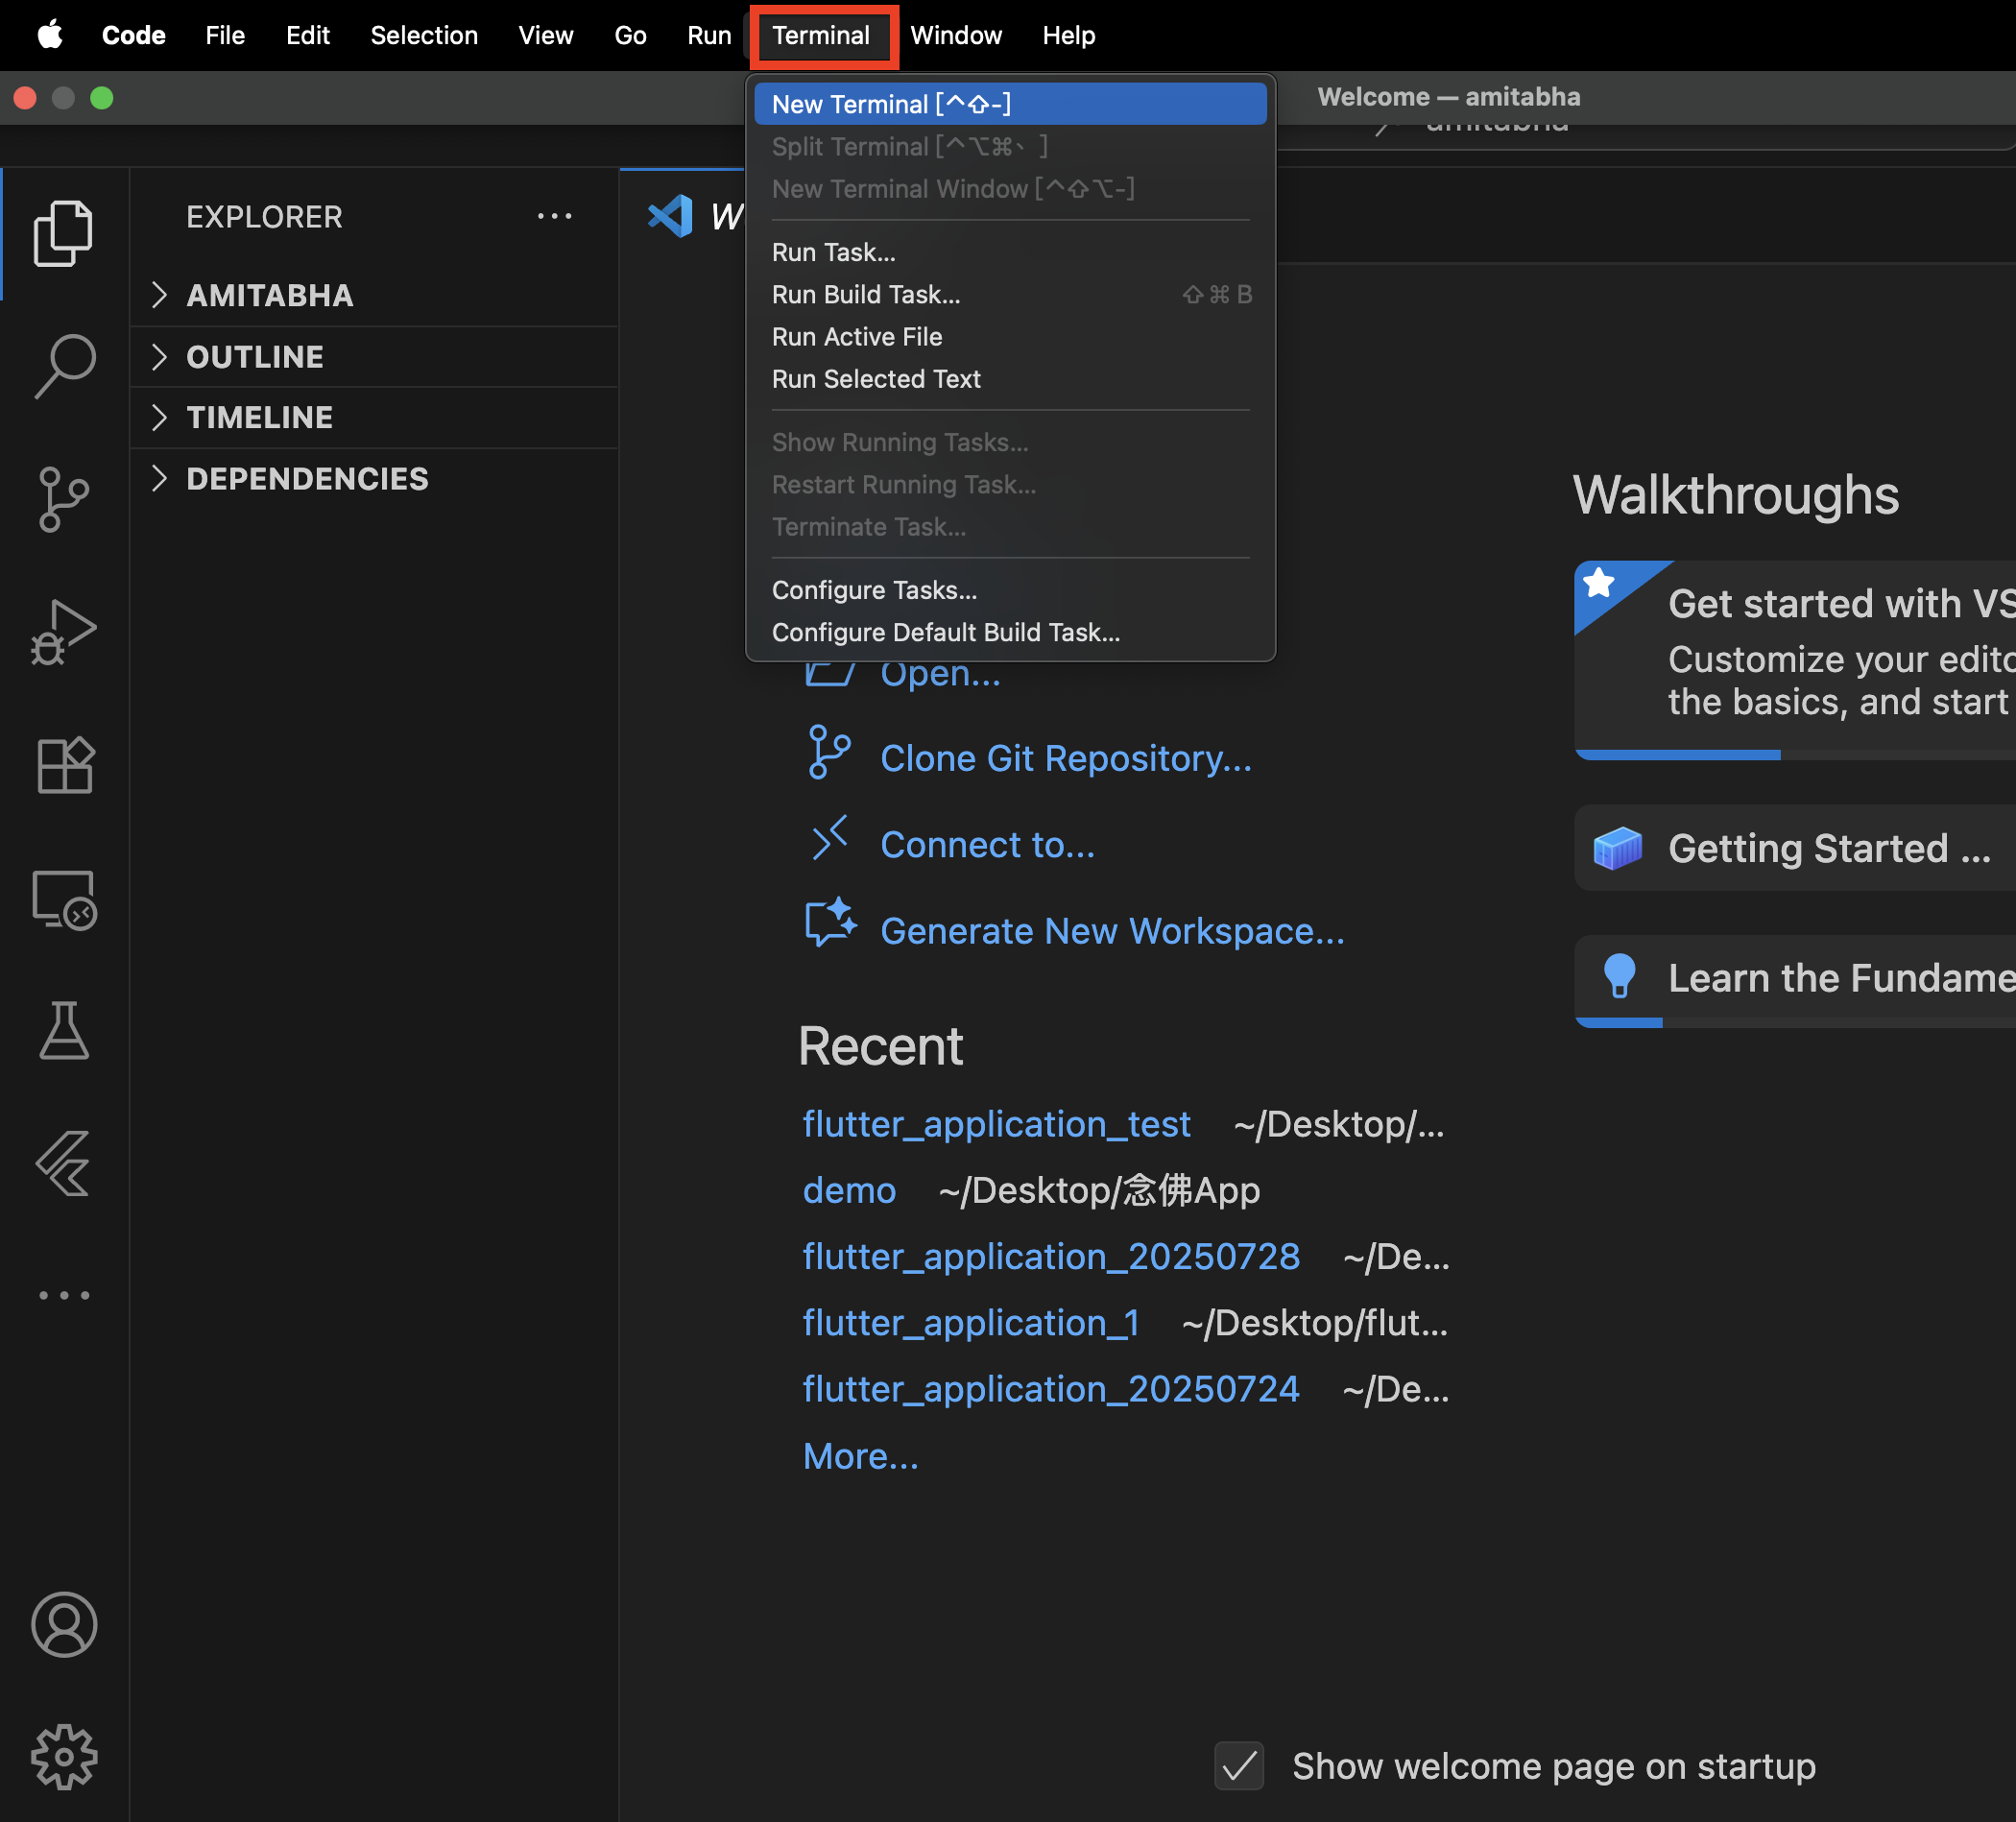 Code File Edit Selection View Go Run Terminal Window Help
Welcome — amitabha
amitabha
New Terminal [^⇧-]
Split Terminal [^⌥⌘` ]
New Terminal Window [^⇧⌥-]
Run Task...
Run Build Task... ⇧⌘B
Run Active File
Run Selected Text
Show Running Tasks...
Restart Running Task...
Terminate Task...
Configure Tasks...
Configure Default Build Task...
EXPLORER
AMITABHA
OUTLINE
TIMELINE
DEPENDENCIES
Open...
Clone Git Repository...
Connect to...
Generate New Workspace...
Recent
flutter_application_test ~/Desktop/...
demo ~/Desktop/念佛App
flutter_application_20250728 ~/De...
flutter_application_1 ~/Desktop/flut...
flutter_application_20250724 ~/De...
More...
Walkthroughs
Get started with VS
Customize your edito
the basics, and start
Getting Started ...
Learn the Fundame
Show welcome page on startup